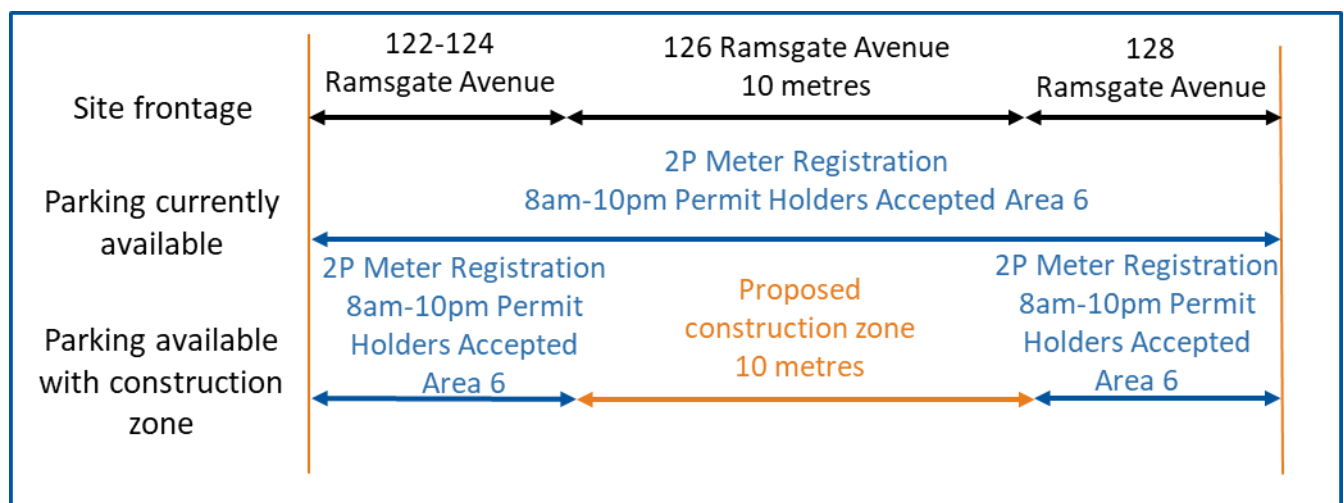 Site frontage
122-124
Ramsgate Avenue
126 Ramsgate Avenue
10 metres
128
Ramsgate Avenue
Parking currently
available
2P Meter Registration
8am-10pm Permit Holders Accepted Area 6
Parking available
with construction
zone
2P Meter Registration
8am-10pm Permit
Holders Accepted
Area 6
Proposed
construction zone
10 metres
2P Meter Registration
8am-10pm Permit
Holders Accepted
Area 6